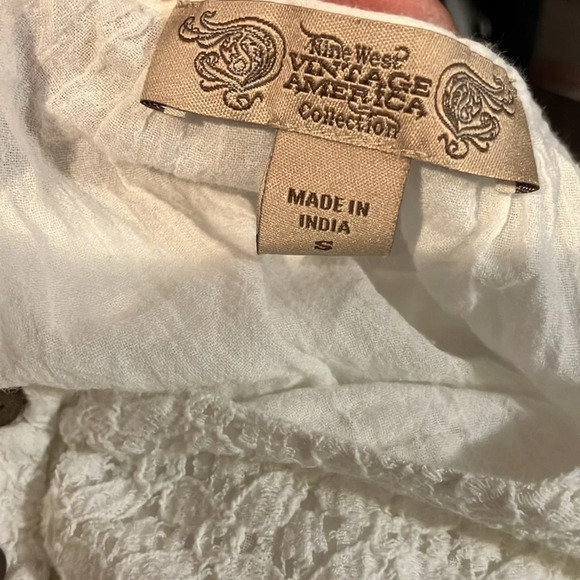 Nine West
VINTAGE
AMERICA
Collection
MADE IN
INDIA
S